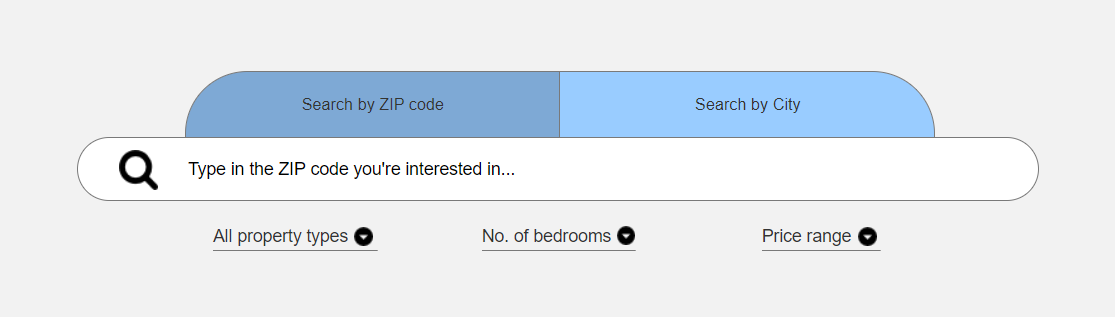 Search by ZIP code
Search by City
Type in the ZIP code you're interested in...
All property types
No. of bedrooms
Price range